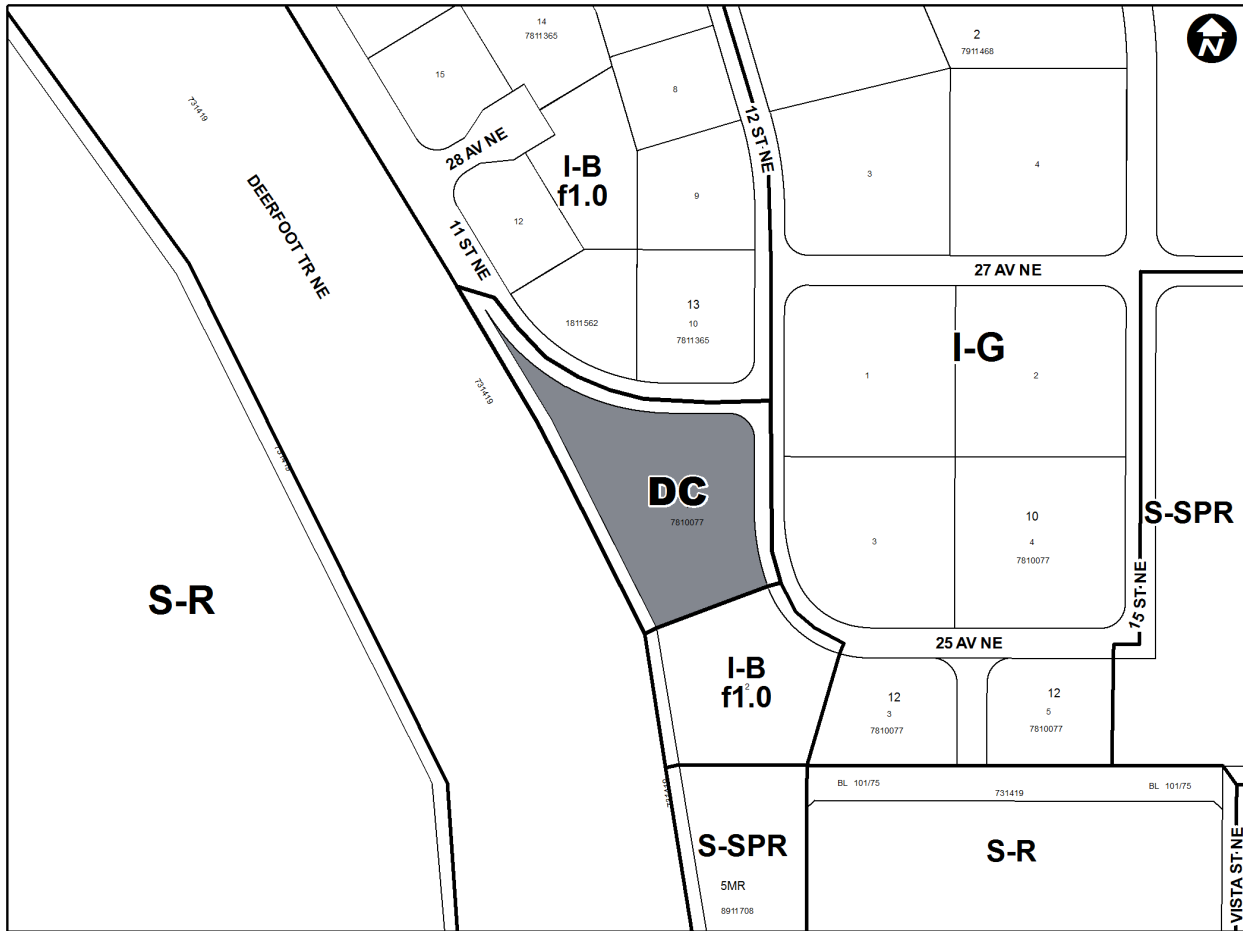 14
7811365
2
7911468
N
15
8
731419
12 ST NE
28 AV NE
I-B
f1.0
3
4
9
DEERFOOT TR NE
12
11 ST NE
27 AV NE
13
10
7811365
1811562
I-G
1
2
731419
731419
DC
7810077
10
4
7810077
3
S-SPR
S-R
15 ST NE
25 AV NE
I-B
f1.0
2
12
3
7810077
12
5
7810077
BL 101/75
731419
BL 101/75
S-SPR
5MR
8911708
S-R
VISTA ST NE